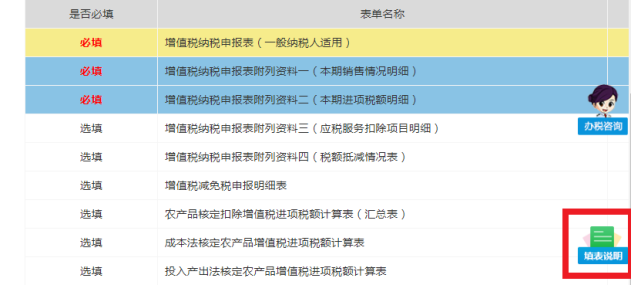 是否必填 表单名称
必填 增值税纳税申报表（一般纳税人适用）
必填 增值税纳税申报表附列资料一（本期销售情况明细）
必填 增值税纳税申报表附列资料二（本期进项税额明细）
选填 增值税纳税申报表附列资料三（应税服务扣除项目明细）
办税咨询
选填 增值税纳税申报表附列资料四（税额抵减情况表）
选填 增值税减免税申报明细表
选填 农产品核定扣除增值税进项税额计算表（汇总表）
选填 成本法核定农产品增值税进项税额计算表
填表说明
选填 投入产出法核定农产品增值税进项税额计算表